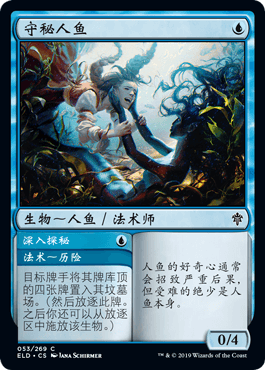 守秘人鱼
生物～人鱼 / 法术师
深入探秘
法术～历险
目标牌手将其牌库顶
的四张牌置入其坟墓
场。（然后放逐此牌。
之后你还可以从放逐
区中施放该生物。）
人鱼的好奇心通常
会招致严重后果，
但受难的绝少是人
鱼本身。
0/4
053/269 C
ELD • CS JANA SCHIRMER
™ & © 2019 Wizards of the Coast